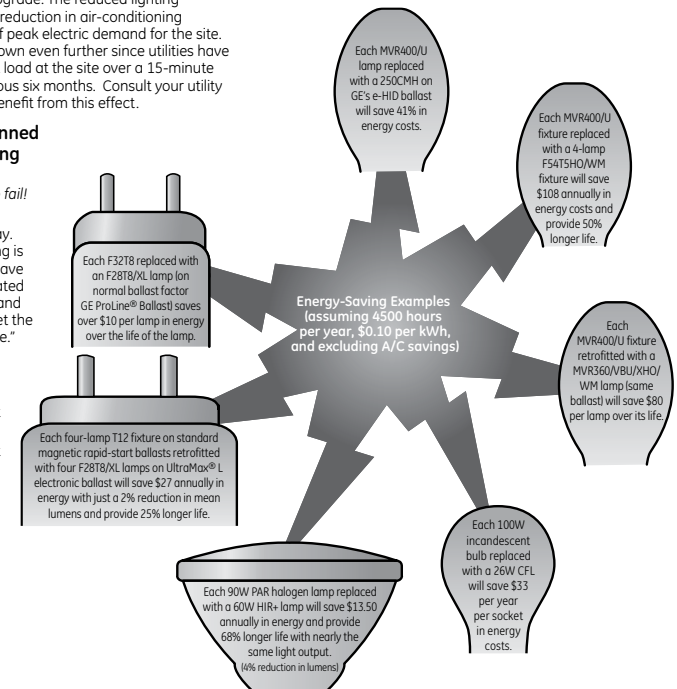 pgrade. The reduced lighting
reduction in air-conditioning
f peak electric demand for the site.
own even further since utilities have
load at the site over a 15-minute
ous six months. Consult your utility
enefit from this effect.
nned
ng
fail!
ay.
ng is
ave
ated
and
et the
e.”
Each MVR400/U
lamp replaced
with a 250CMH on
GE's e-HID ballast
will save 41% in
energy costs.
Each MVR400/U
fixture replaced
with a 4-lamp
F54T5HO/WM
fixture will save
$108 annually in
energy costs and
provide 50%
longer life.
Each F32T8 replaced with
an F28T8/XL lamp (on
normal ballast factor
GE ProLine® Ballast) saves
over $10 per lamp in energy
over the life of the lamp.
Energy-Saving Examples
(assuming 4500 hours
per year, $0.10 per kWh,
and excluding A/C savings)
Each
MVR400/U fixture
retrofitted with a
MVR360/VBU/XHO/
WM lamp (same
ballast) will save $80
per lamp over its life.
Each four-lamp T12 fixture on standard
magnetic rapid-start ballasts retrofitted
with four F28T8/XL lamps on UltraMax® L
electronic ballast will save $27 annually in
energy with just a 2% reduction in mean
lumens and provide 25% longer life.
Each 90W PAR halogen lamp replaced
with a 60W HIR+ lamp will save $13.50
annually in energy and provide
68% longer life with nearly the
same light output.
(4% reduction in lumens)
Each 100W
incandescent
bulb replaced
with a 26W CFL
will save $33
per year
per socket
in energy
costs.